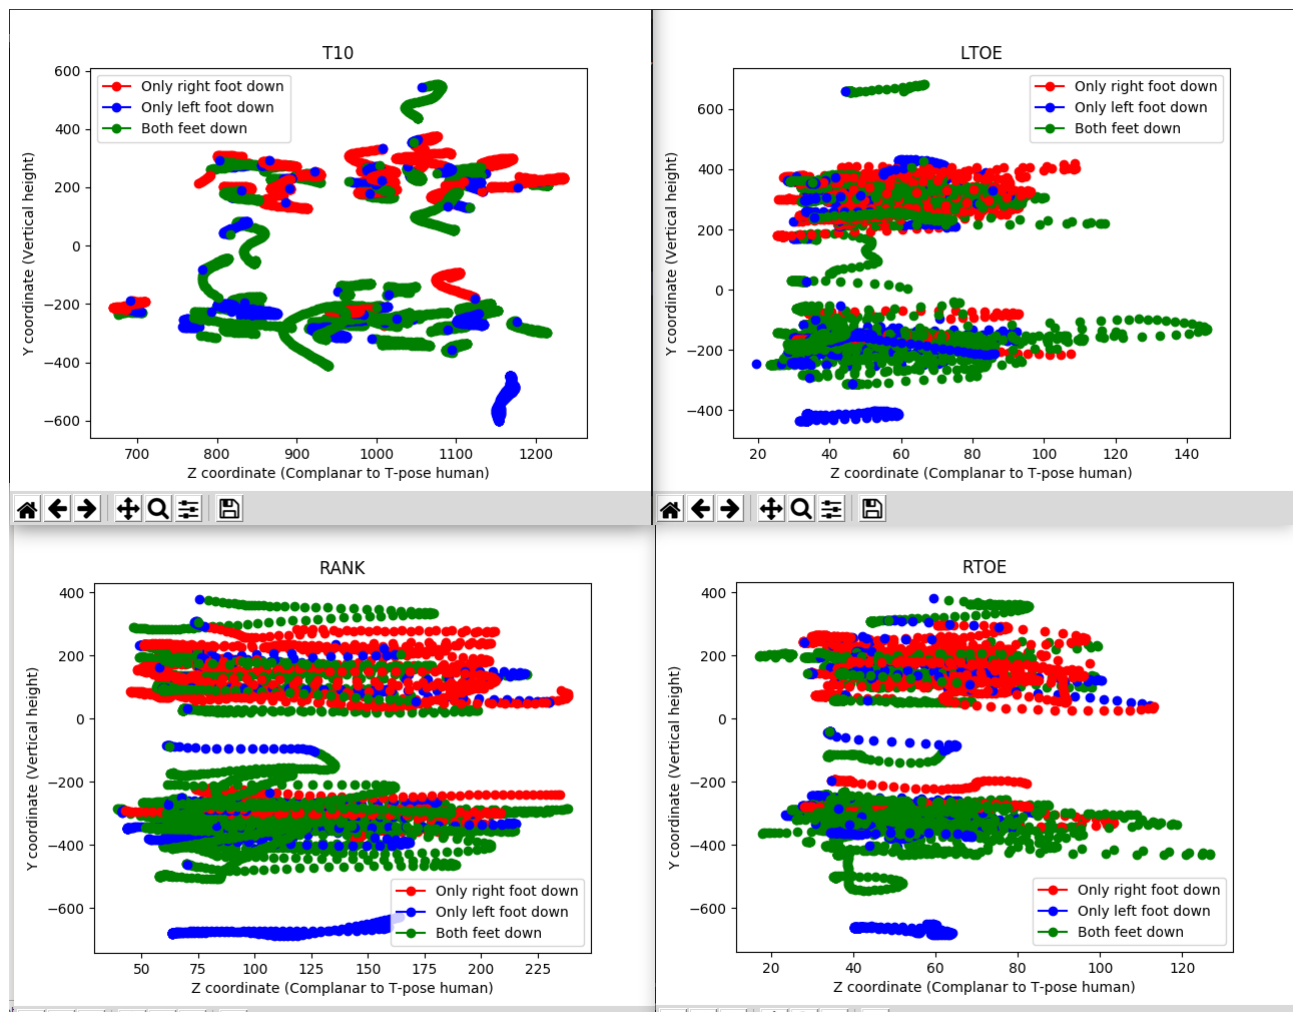 T10
Only right foot down
Only left foot down
Both feet down
600
400
200
0
−200
−400
−600
Y coordinate (Vertical height)
700 800 900 1000 1100 1200
Z coordinate (Complanar to T-pose human)
LTOE
Only right foot down
Only left foot down
Both feet down
600
400
200
0
−200
−400
Y coordinate (Vertical height)
20 40 60 80 100 120 140
Z coordinate (Complanar to T-pose human)
RANK
400
200
0
−200
−400
−600
Y coordinate (Vertical height)
Only right foot down
Only left foot down
Both feet down
50 75 100 125 150 175 200 225
Z coordinate (Complanar to T-pose human)
RTOE
400
200
0
−200
−400
−600
Y coordinate (Vertical height)
Only right foot down
Only left foot down
Both feet down
20 40 60 80 100 120
Z coordinate (Complanar to T-pose human)